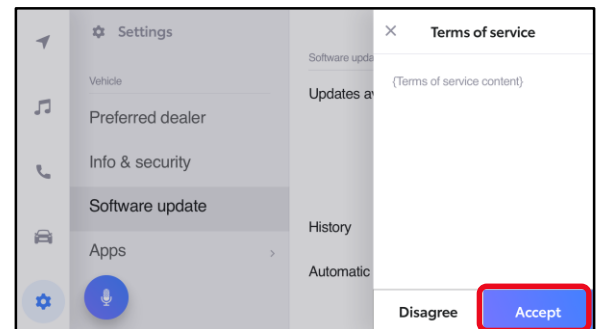 Settings
Vehicle
Preferred dealer
Info & security
Software update
Apps
Software upda
Updates av
History
Automatic
Terms of service
{Terms of service content}
Disagree
Accept